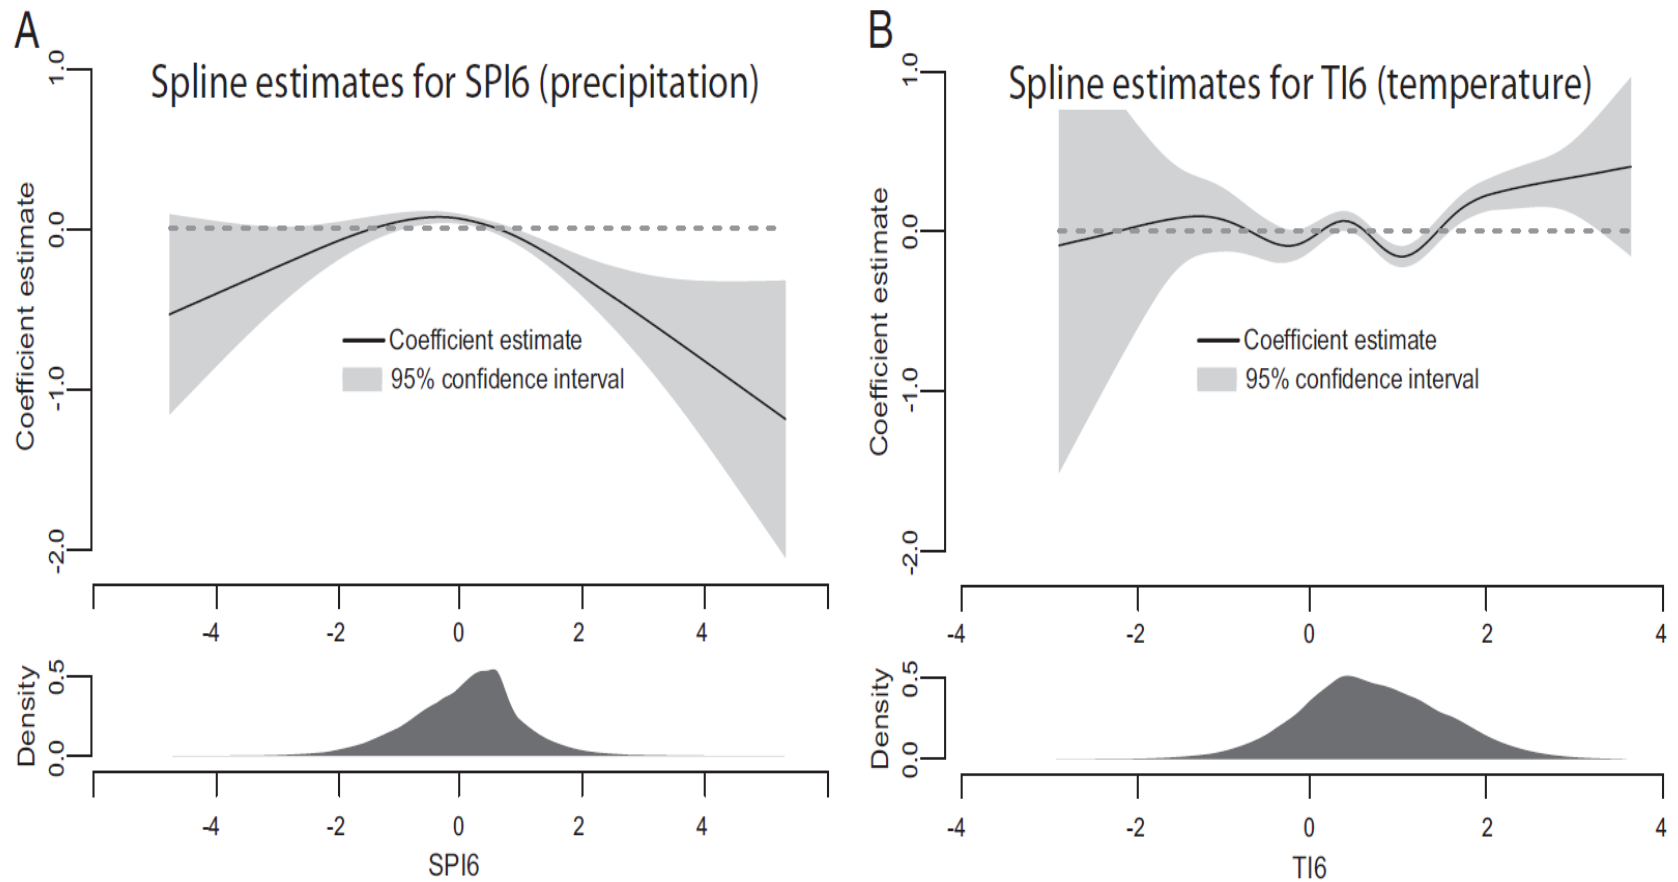 A
Spline estimates for SPI6 (precipitation)
1.0
0.0
-1.0
-2.0
Coefficient estimate
Coefficient estimate
95% confidence interval
-4 -2 0 2 4
Density
0.5
0.0
-4 -2 0 2 4
SPI6
B
Spline estimates for TI6 (temperature)
1.0
0.0
-1.0
-2.0
Coefficient estimate
Coefficient estimate
95% confidence interval
-4 -2 0 2 4
Density
0.5
0.0
-4 -2 0 2 4
TI6